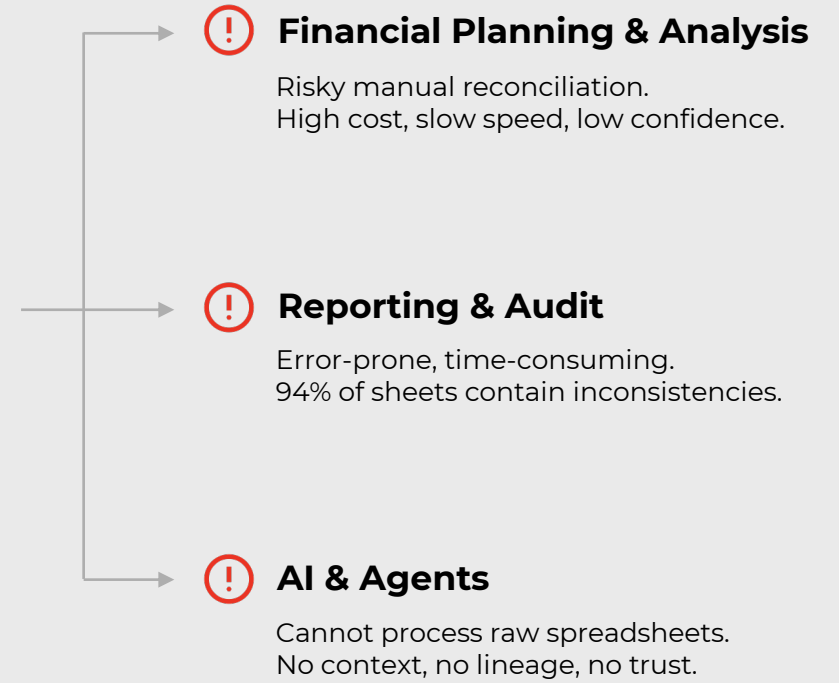 Financial Planning & Analysis
Risky manual reconciliation.
High cost, slow speed, low confidence.
Reporting & Audit
Error-prone, time-consuming.
94% of sheets contain inconsistencies.
AI & Agents
Cannot process raw spreadsheets.
No context, no lineage, no trust.